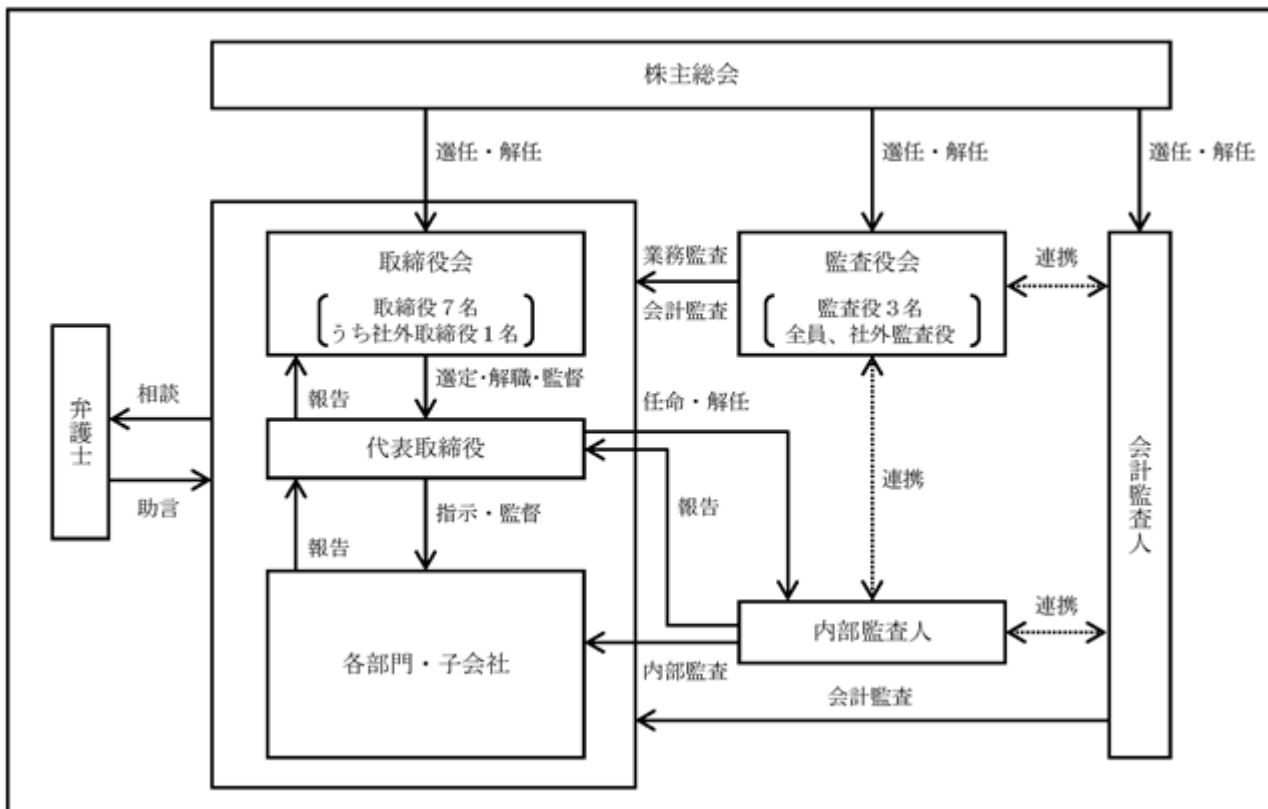 株主総会
選任・解任
選任・解任
選任・解任
取締役会
取締役7名
うち社外取締役1名
業務監査
会計監査
監査役会
監査役3名
全員、社外監査役
連携
選定・解職・監督
報告
任命・解任
弁護士
相談
助言
代表取締役
指示・監督
報告
報告
連携
会計監査人
各部門・子会社
内部監査人
連携
内部監査
会計監査